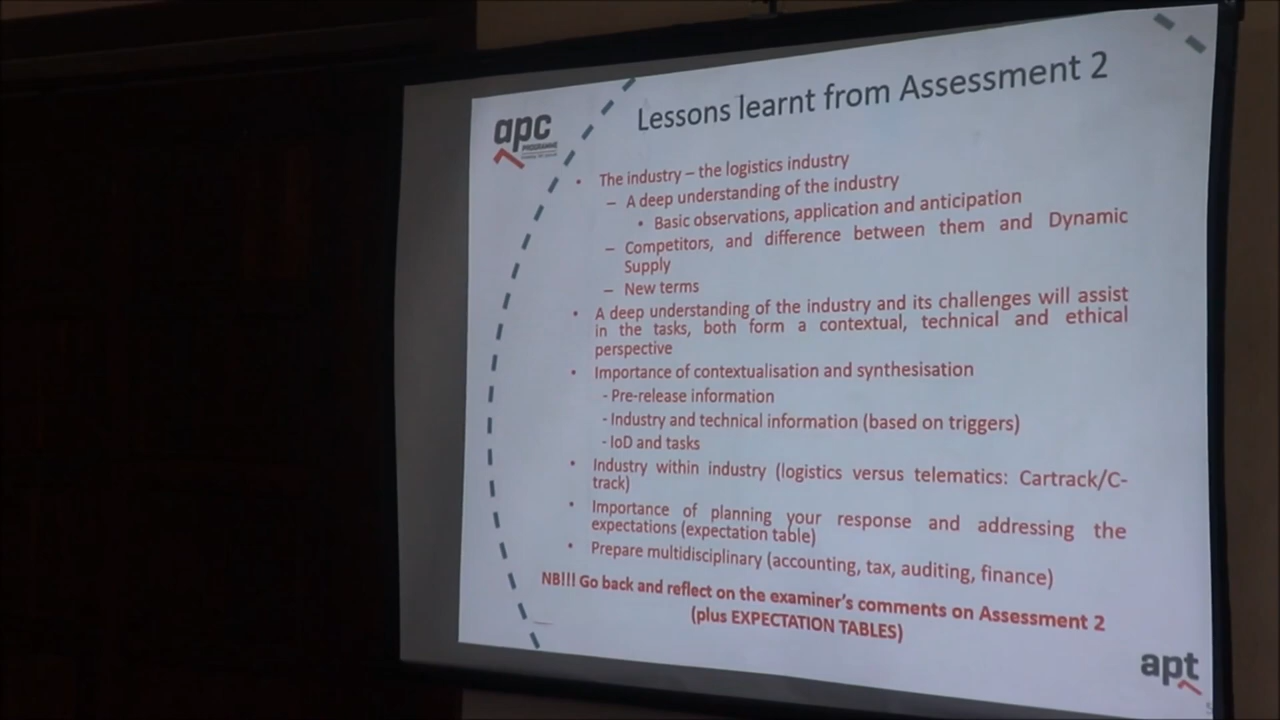 Lessons learnt from Assessment 2
apc
PROGRAMME
• The industry – the logistics industry
– A deep understanding of the industry
• Basic observations, application and anticipation
– Competitors, and difference between them and Dynamic
Supply
– New terms
• A deep understanding of the industry and its challenges will assist
in the tasks, both form a contextual, technical and ethical
perspective
• Importance of contextualisation and synthesisation
- Pre-release information
- Industry and technical information (based on triggers)
- IoD and tasks
• Industry within industry (logistics versus telematics: Cartrack/C-
track)
• Importance of planning your response and addressing the
expectations (expectation table)
• Prepare multidisciplinary (accounting, tax, auditing, finance)
NB!!! Go back and reflect on the examiner's comments on Assessment 2
(plus EXPECTATION TABLES)
apt